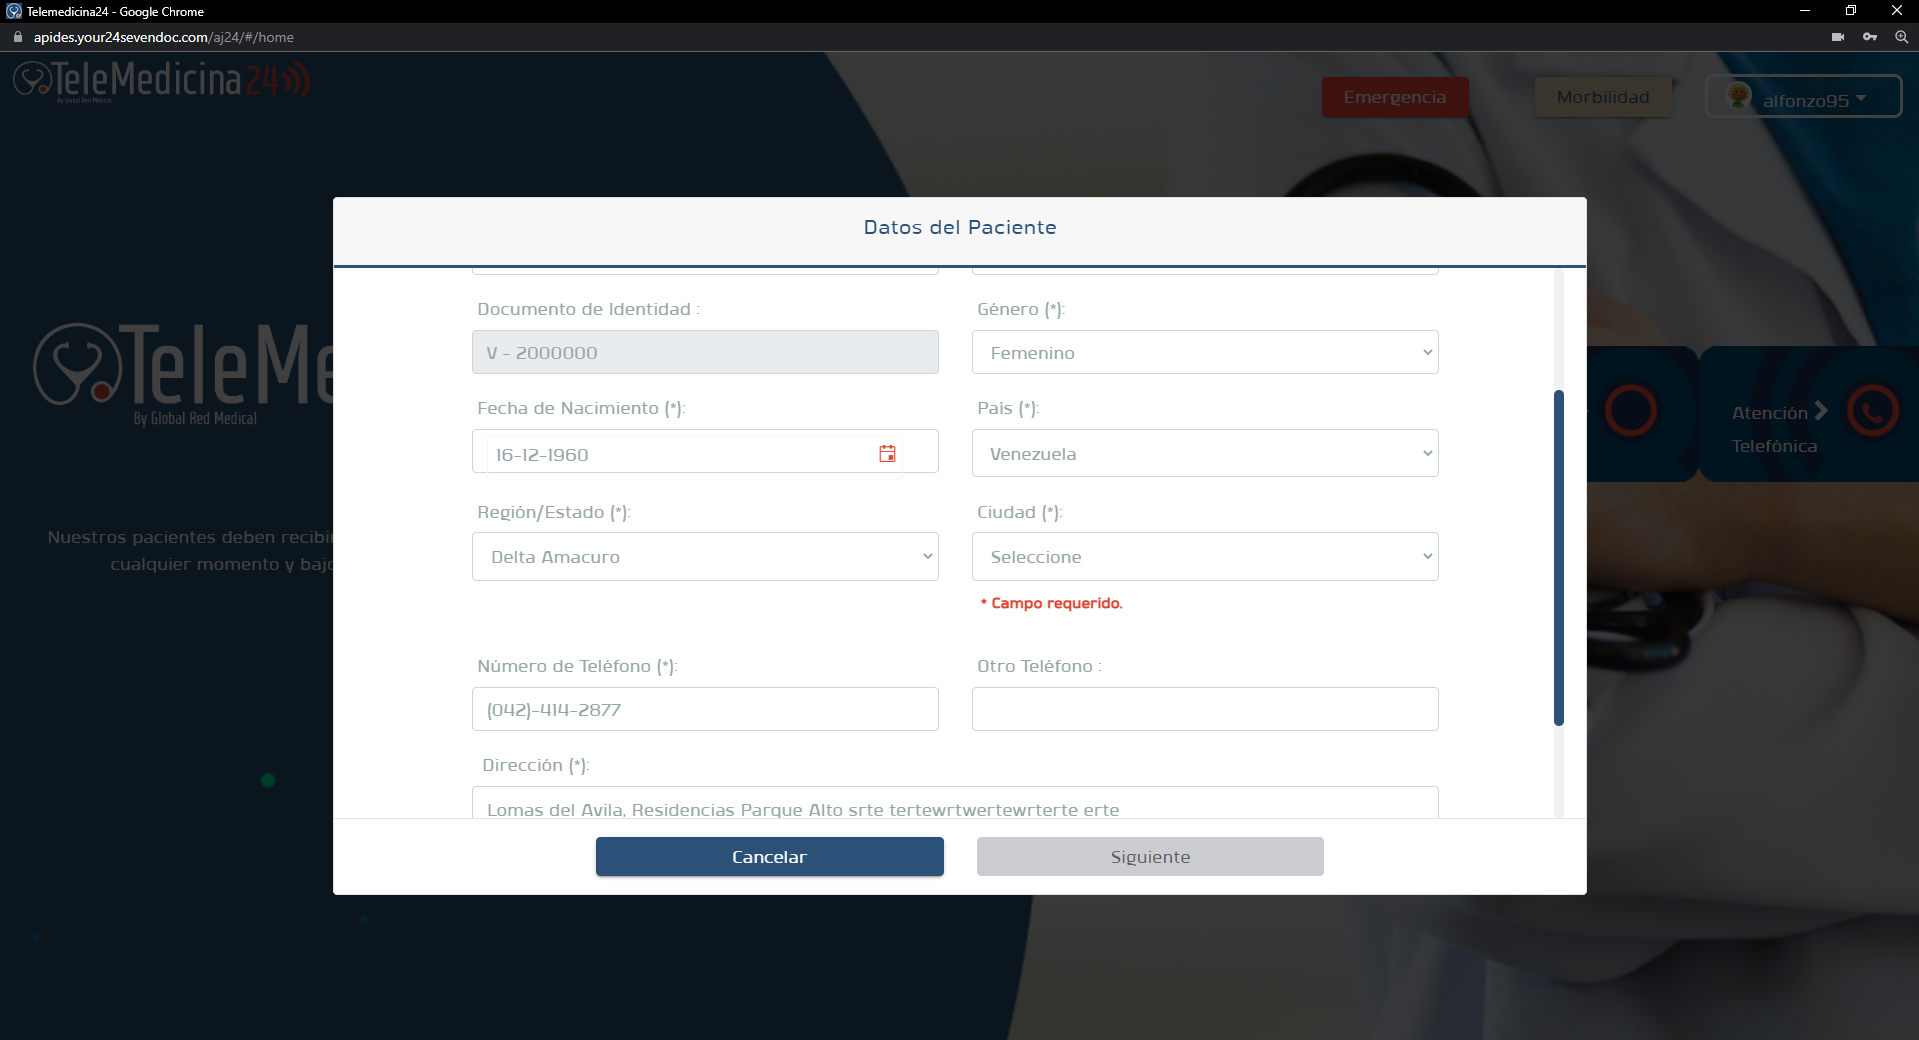 Telemedicina24 - Google Chrome
apides.your24sevendoc.com/aj24/#/home
TeleMedicina24
By Global Red Medical
Emergencia
Morbilidad
alfonzo95
Datos del Paciente
Documento de Identidad :
Género (*):
V - 2000000
Femenino
Fecha de Nacimiento (*):
País (*):
16-12-1960
Venezuela
Región/Estado (*):
Ciudad (*):
Delta Amacuro
Seleccione
* Campo requerido.
Número de Teléfono (*):
Otro Teléfono :
(042)-414-2877
Dirección (*):
Lomas del Avila, Residencias Parque Alto srte tertewrtwertewrterte erte
Cancelar
Siguiente
TeleMe
By Global Red Medical
Nuestros pacientes deben recibi
cualquier momento y bajo
Atención
Telefónica